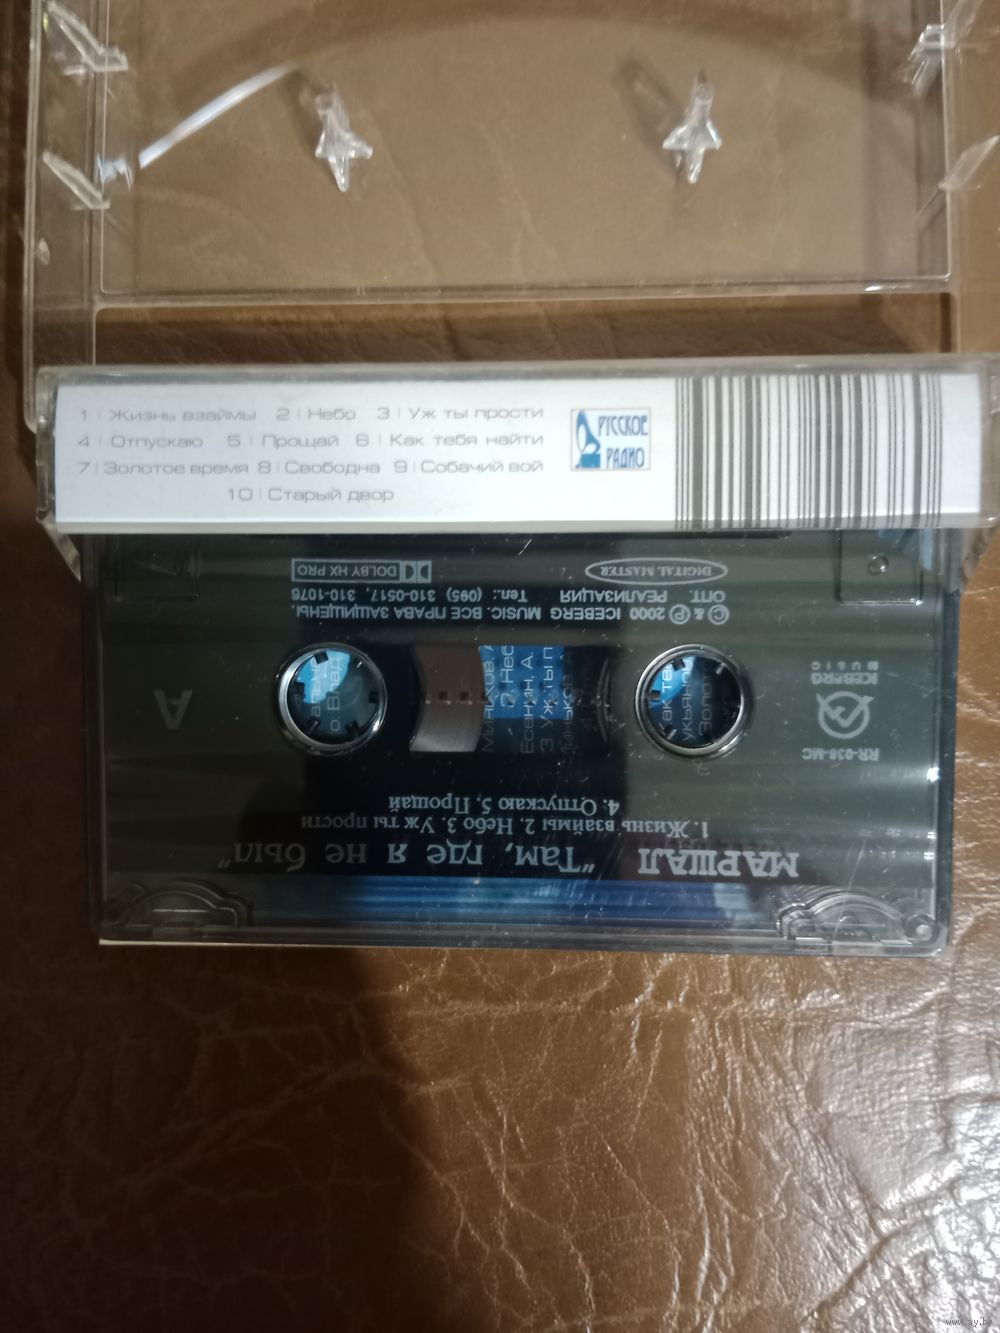 1 | Жизнь взаймы 2 | Небо 3 | Уж ты прости
4 | Отпускаю 5 | Прощай 6 | Как тебя найти
7 | Золотое время 8 | Свободна 9 | Собачий вой
10 | Старый двор
РУССКОЕ
РАДИО
МАРШАЛ "Там, где я не был"
1. Жизнь взаймы 2. Небо 3. Уж ты прости
4. Отпускаю 5. Прощай
RR-038-MC
ICEBERG
MUSIC
A
© & ℗ 2000 ICEBERG MUSIC. ВСЕ ПРАВА ЗАЩИЩЕНЫ.
ОПТ. РЕАЛИЗАЦИЯ Тел.: (095) 310-0517, 310-1076
DIGITAL MASTER
DOLBY HX PRO
www.ay.by